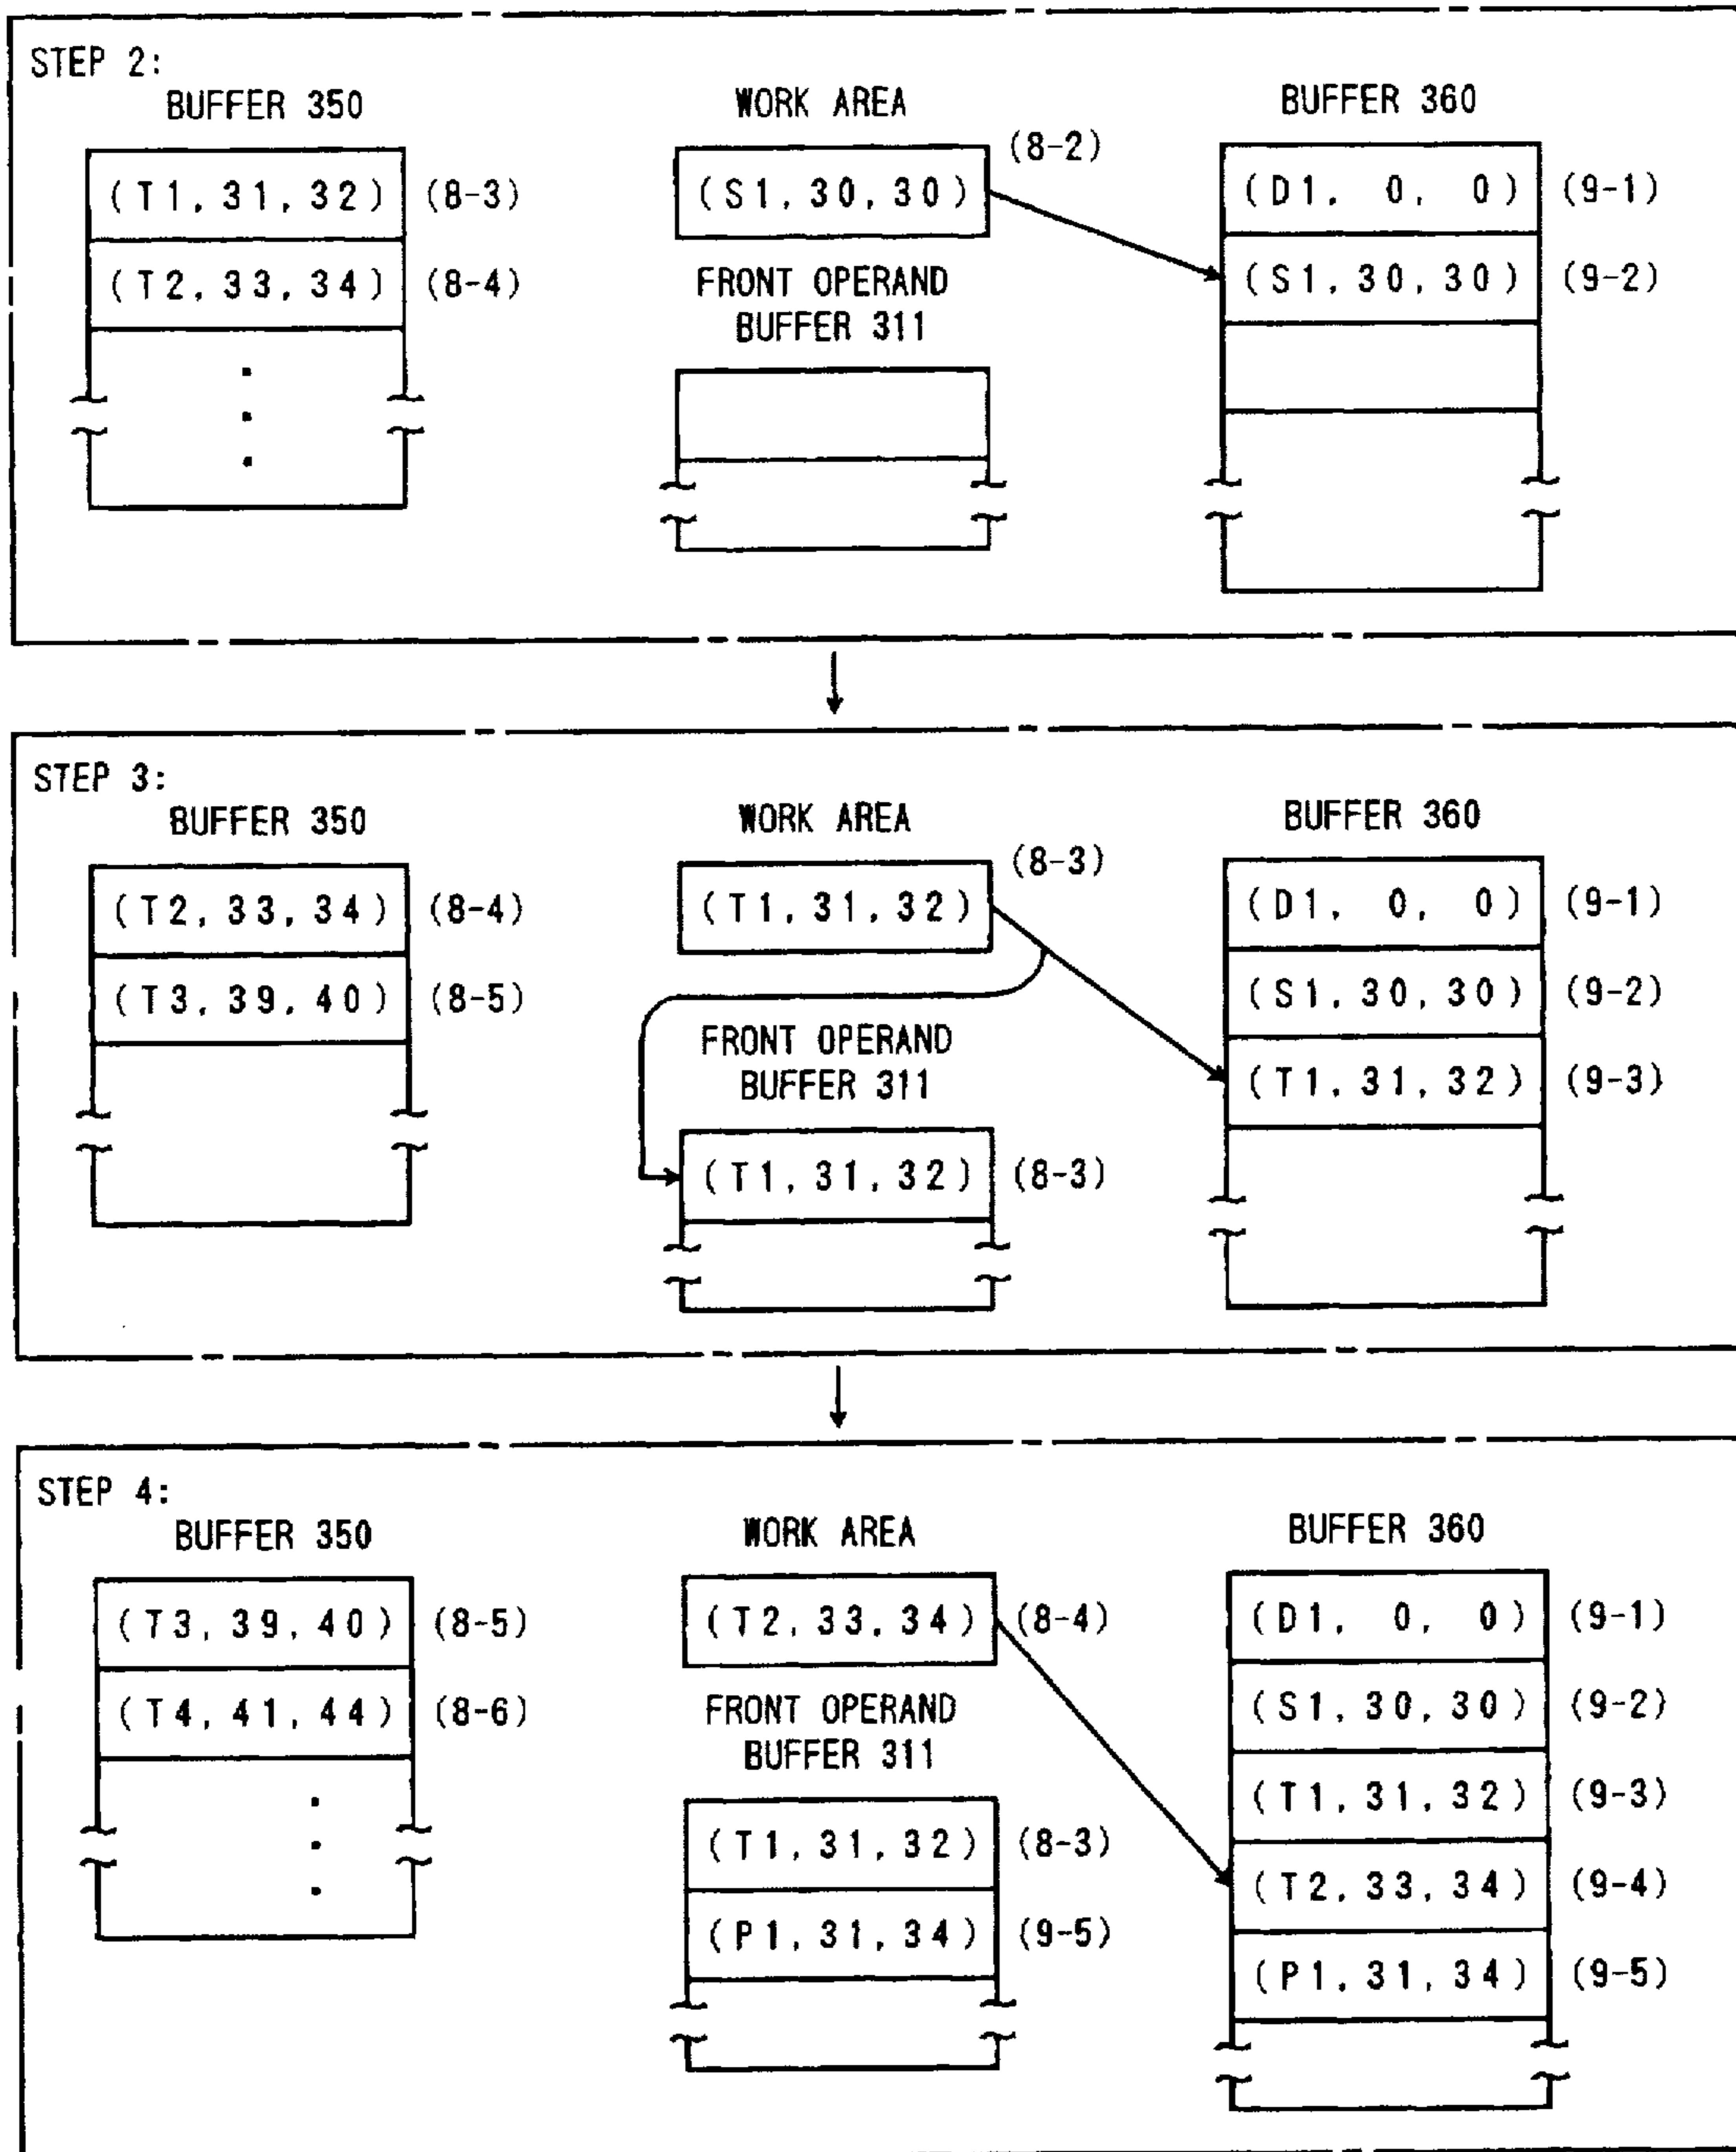 STEP 2:
BUFFER 350 WORK AREA BUFFER 360
(8-2)
(T1, 31, 32) (8-3) (S1, 30, 30) (D1, 0, 0) (9-1)
(T2, 33, 34) (8-4) FRONT OPERAND (S1, 30, 30) (9-2)
BUFFER 311
STEP 3:
BUFFER 350 WORK AREA BUFFER 360
(8-3)
(T2, 33, 34) (8-4) (T1, 31, 32) (D1, 0, 0) (9-1)
(T3, 39, 40) (8-5) (S1, 30, 30) (9-2)
FRONT OPERAND
BUFFER 311 (T1, 31, 32) (9-3)
(T1, 31, 32) (8-3)
STEP 4:
BUFFER 350 WORK AREA BUFFER 360
(T3, 39, 40) (8-5) (T2, 33, 34) (8-4) (D1, 0, 0) (9-1)
(T4, 41, 44) (8-6) FRONT OPERAND (S1, 30, 30) (9-2)
BUFFER 311
(T1, 31, 32) (8-3) (T1, 31, 32) (9-3)
(P1, 31, 34) (9-5) (T2, 33, 34) (9-4)
(P1, 31, 34) (9-5)